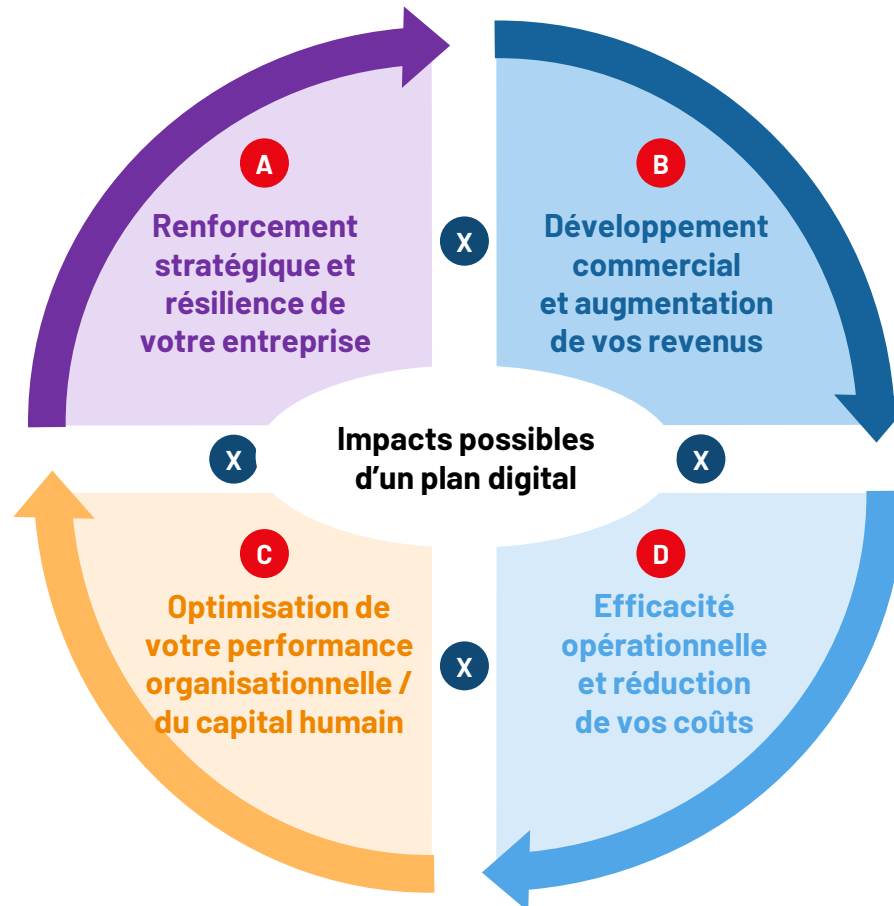 A
Renforcement
stratégique et
résilience de
votre entreprise
X
B
Développement
commercial
et augmentation
de vos revenus
X
Impacts possibles
d’un plan digital
X
C
Optimisation de
votre performance
organisationnelle /
du capital humain
X
D
Efficacité
opérationnelle
et réduction
de vos coûts